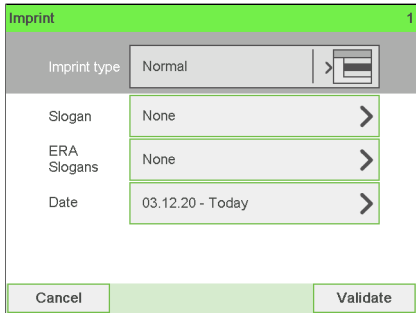 Imprint 1
Imprint type Normal
Slogan None
ERA
Slogans None
Date 03.12.20 - Today
Cancel Validate